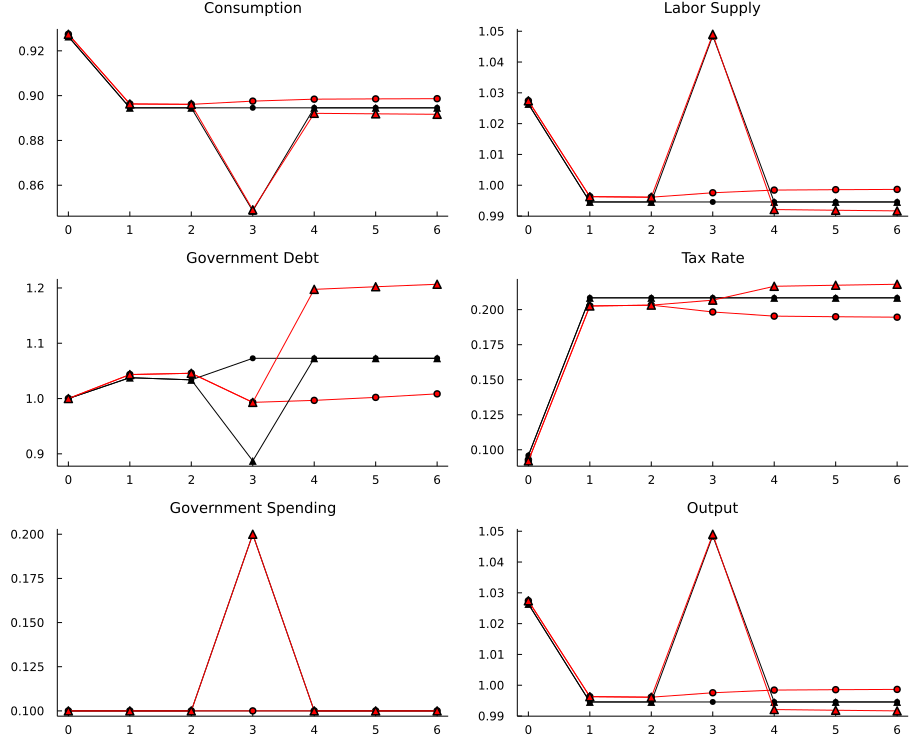 Consumption
0.92
0.90
0.88
0.86
0 1 2 3 4 5 6
Labor Supply
1.05
1.04
1.03
1.02
1.01
1.00
0.99
0 1 2 3 4 5 6
Government Debt
1.2
1.1
1.0
0.9
0 1 2 3 4 5 6
Tax Rate
0.200
0.175
0.150
0.125
0.100
0 1 2 3 4 5 6
Government Spending
0.200
0.175
0.150
0.125
0.100
0 1 2 3 4 5 6
Output
1.05
1.04
1.03
1.02
1.01
1.00
0.99
0 1 2 3 4 5 6